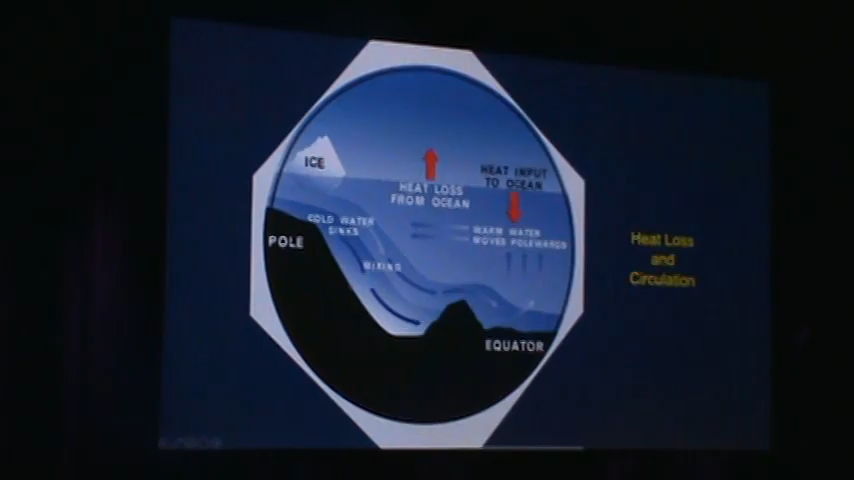 ICE
HEAT LOSS
FROM OCEAN
HEAT INPUT
TO OCEAN
COLD WATER
SINKS
WARM WATER
MOVES POLEWARDS
POLE
MIXING
EQUATOR
Heat Loss
and
Circulation